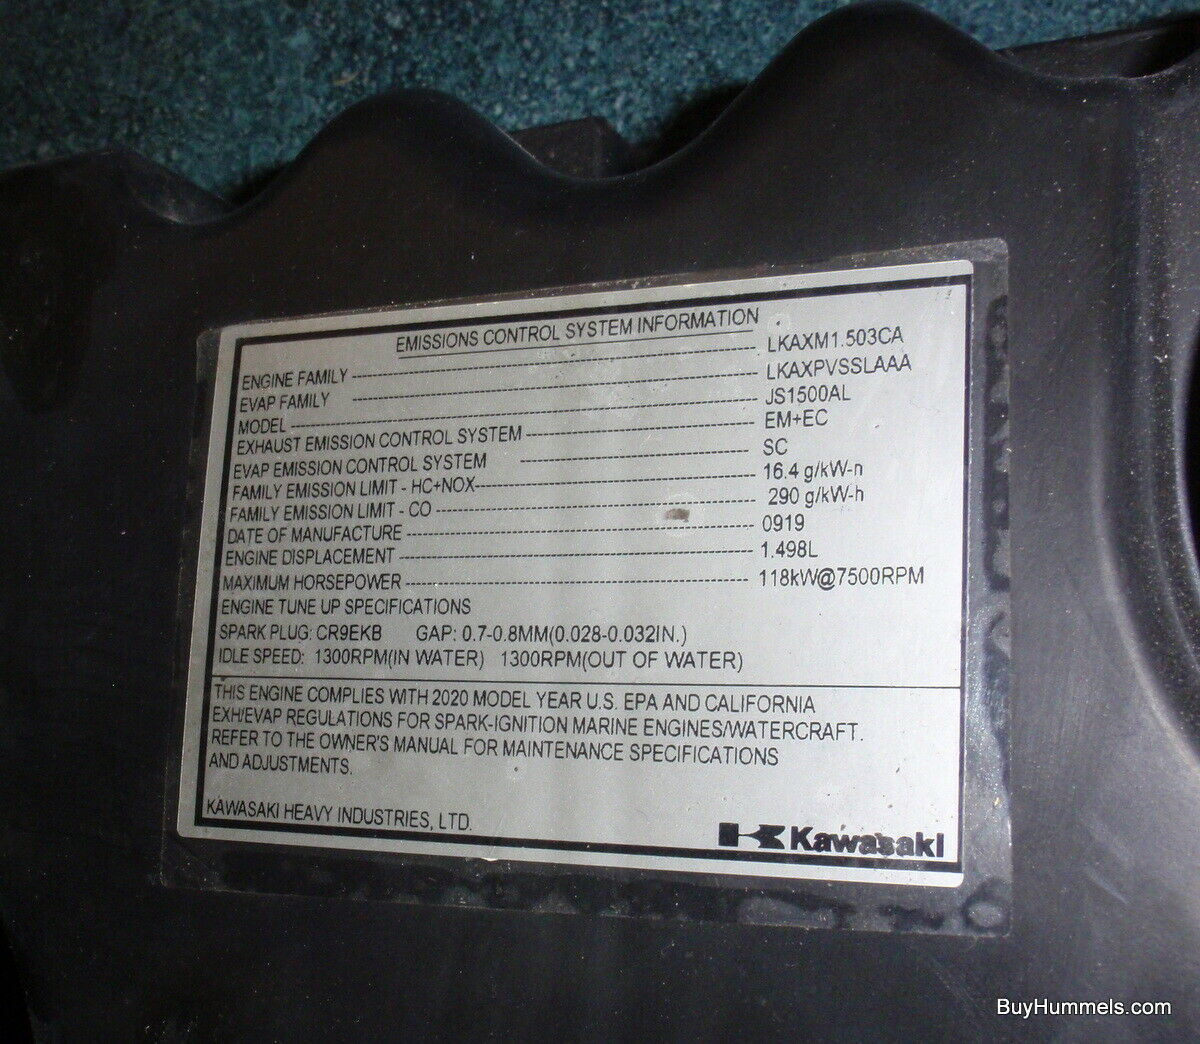 EMISSIONS CONTROL SYSTEM INFORMATION
ENGINE FAMILY ---------- LKAXM1.503CA
EVAP FAMILY ---------- LKAXPVSSLAAA
MODEL ---------- JS1500AL
EXHAUST EMISSION CONTROL SYSTEM ---------- EM+EC
EVAP EMISSION CONTROL SYSTEM ---------- SC
FAMILY EMISSION LIMIT - HC+NOX ---------- 16.4 g/kW-h
FAMILY EMISSION LIMIT - CO ---------- 290 g/kW-h
DATE OF MANUFACTURE ---------- 0919
ENGINE DISPLACEMENT ---------- 1.498L
MAXIMUM HORSEPOWER ---------- 118kW@7500RPM
ENGINE TUNE UP SPECIFICATIONS
SPARK PLUG: CR9EKB GAP: 0.7-0.8MM(0.028-0.032IN.)
IDLE SPEED: 1300RPM(IN WATER) 1300RPM(OUT OF WATER)
THIS ENGINE COMPLIES WITH 2020 MODEL YEAR U.S. EPA AND CALIFORNIA
EXH/EVAP REGULATIONS FOR SPARK-IGNITION MARINE ENGINES/WATERCRAFT.
REFER TO THE OWNER'S MANUAL FOR MAINTENANCE SPECIFICATIONS
AND ADJUSTMENTS.
KAWASAKI HEAVY INDUSTRIES, LTD.
Kawasaki
BuyHummels.com